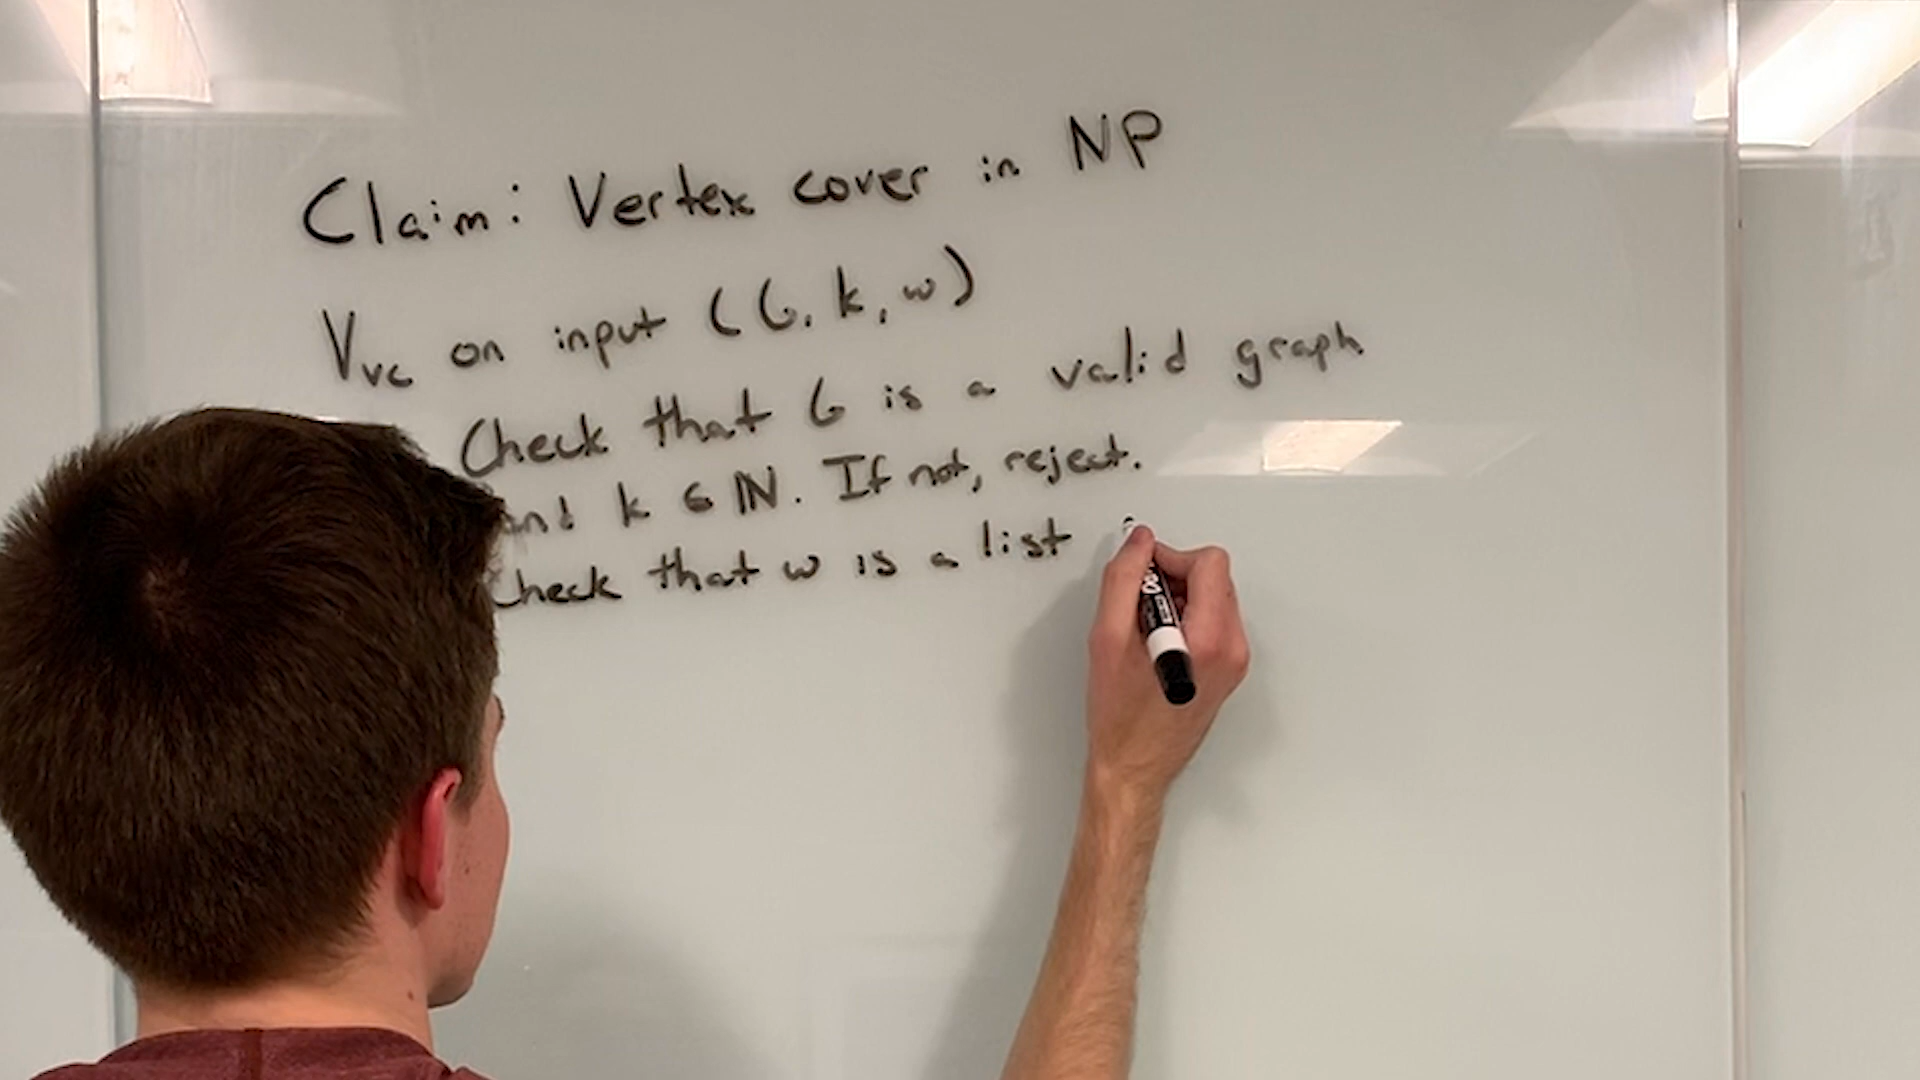 Claim: Vertex cover in NP
Vvc on input (G, k, w)
Check that G is a valid graph
and k ∈ ℕ. If not, reject.
Check that w is a list